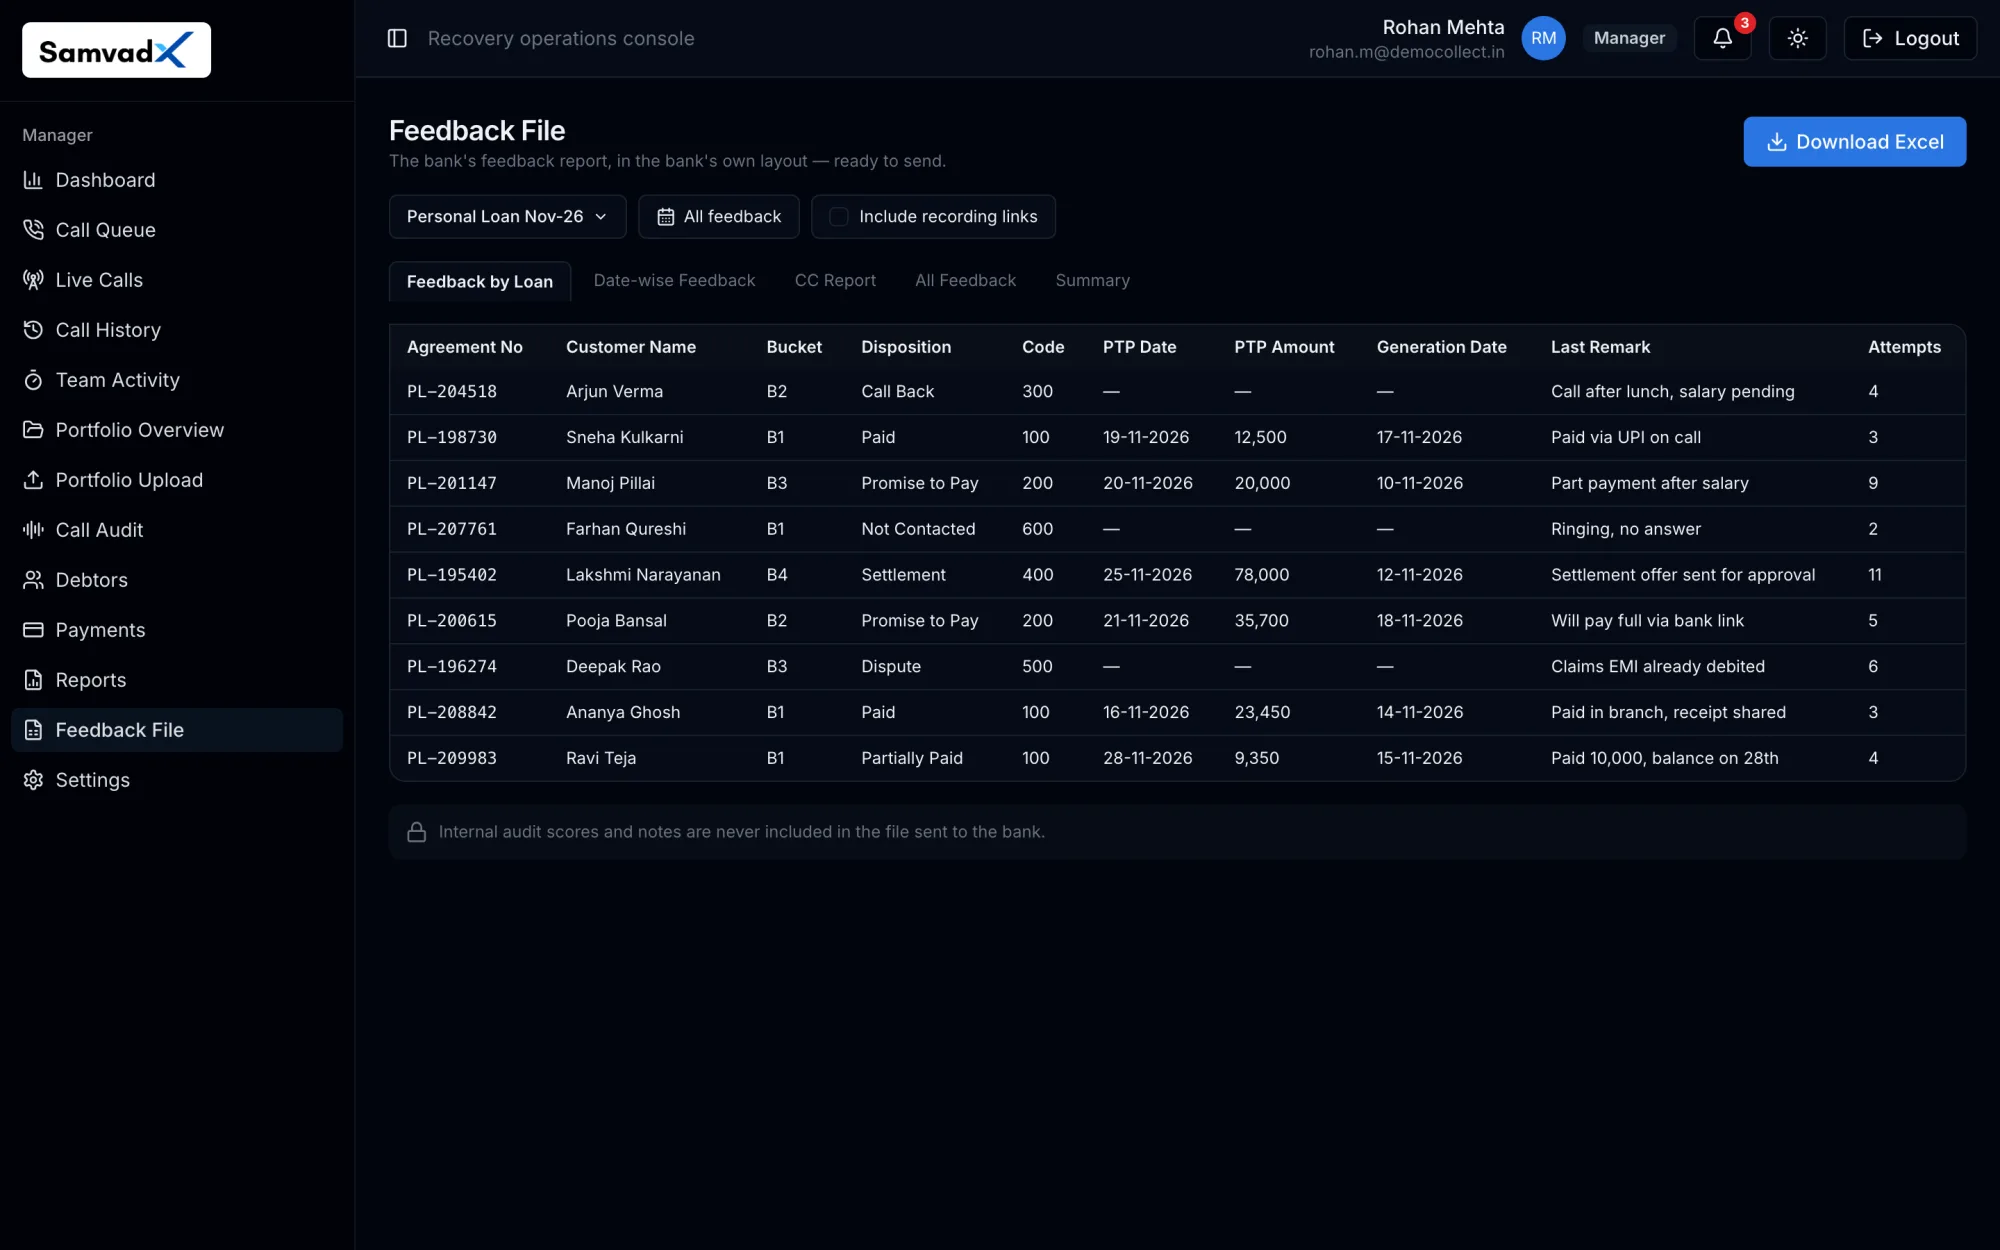 SamvadX
Recovery operations console
Rohan Mehta
rohan.m@democollect.in
RM
Manager
3
Logout
Manager
Dashboard
Call Queue
Live Calls
Call History
Team Activity
Portfolio Overview
Portfolio Upload
Call Audit
Debtors
Payments
Reports
Feedback File
Settings
Feedback File
The bank's feedback report, in the bank's own layout — ready to send.
Download Excel
Personal Loan Nov-26
All feedback
Include recording links
Feedback by Loan Date-wise Feedback CC Report All Feedback Summary
Agreement No Customer Name Bucket Disposition Code PTP Date PTP Amount Generation Date Last Remark Attempts
PL-204518 Arjun Verma B2 Call Back 300 — — — Call after lunch, salary pending 4
PL-198730 Sneha Kulkarni B1 Paid 100 19-11-2026 12,500 17-11-2026 Paid via UPI on call 3
PL-201147 Manoj Pillai B3 Promise to Pay 200 20-11-2026 20,000 10-11-2026 Part payment after salary 9
PL-207761 Farhan Qureshi B1 Not Contacted 600 — — — Ringing, no answer 2
PL-195402 Lakshmi Narayanan B4 Settlement 400 25-11-2026 78,000 12-11-2026 Settlement offer sent for approval 11
PL-200615 Pooja Bansal B2 Promise to Pay 200 21-11-2026 35,700 18-11-2026 Will pay full via bank link 5
PL-196274 Deepak Rao B3 Dispute 500 — — — Claims EMI already debited 6
PL-208842 Ananya Ghosh B1 Paid 100 16-11-2026 23,450 14-11-2026 Paid in branch, receipt shared 3
PL-209983 Ravi Teja B1 Partially Paid 100 28-11-2026 9,350 15-11-2026 Paid 10,000, balance on 28th 4
Internal audit scores and notes are never included in the file sent to the bank.